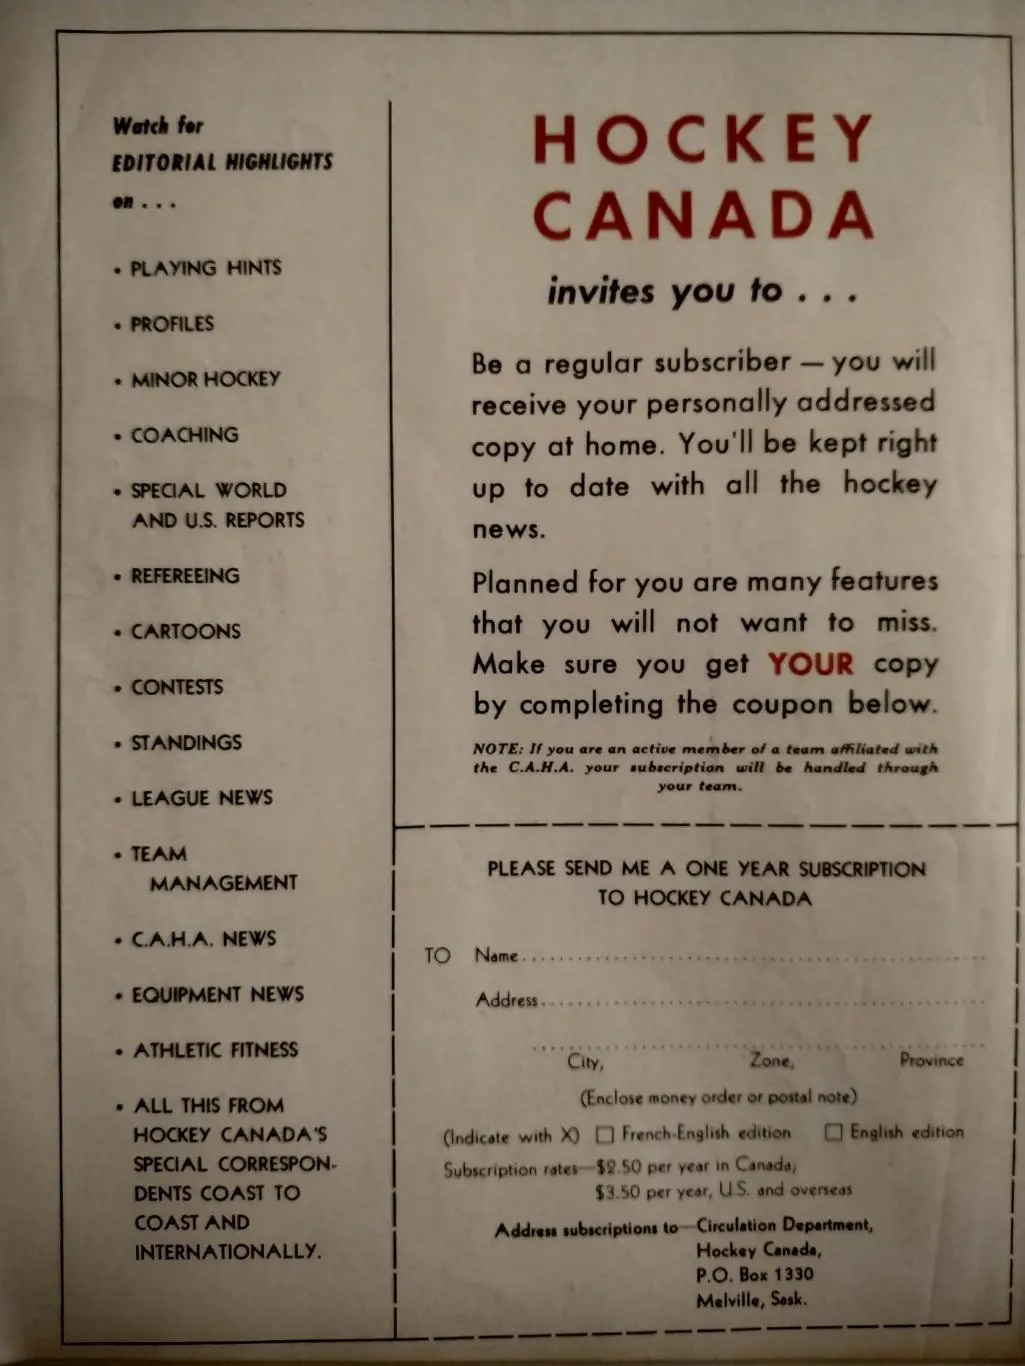 Watch for
EDITORIAL HIGHLIGHTS
on . . .
• PLAYING HINTS
• PROFILES
• MINOR HOCKEY
• COACHING
• SPECIAL WORLD
AND U.S. REPORTS
• REFEREEING
• CARTOONS
• CONTESTS
• STANDINGS
• LEAGUE NEWS
• TEAM
MANAGEMENT
• C.A.H.A. NEWS
• EQUIPMENT NEWS
• ATHLETIC FITNESS
• ALL THIS FROM
HOCKEY CANADA'S
SPECIAL CORRESPON-
DENTS COAST TO
COAST AND
INTERNATIONALLY.
HOCKEY
CANADA
invites you to . . .
Be a regular subscriber — you will
receive your personally addressed
copy at home. You'll be kept right
up to date with all the hockey
news.
Planned for you are many features
that you will not want to miss.
Make sure you get YOUR copy
by completing the coupon below.
NOTE: If you are an active member of a team affiliated with
the C.A.H.A. your subscription will be handled through
your team.
PLEASE SEND ME A ONE YEAR SUBSCRIPTION
TO HOCKEY CANADA
TO Name
Address
City, Zone, Province
(Enclose money order or postal note)
(Indicate with X) ☐ French-English edition ☐ English edition
Subscription rates—$2.50 per year in Canada,
$3.50 per year, U.S. and overseas
Address subscriptions to—Circulation Department,
Hockey Canada,
P.O. Box 1330
Melville, Sask.